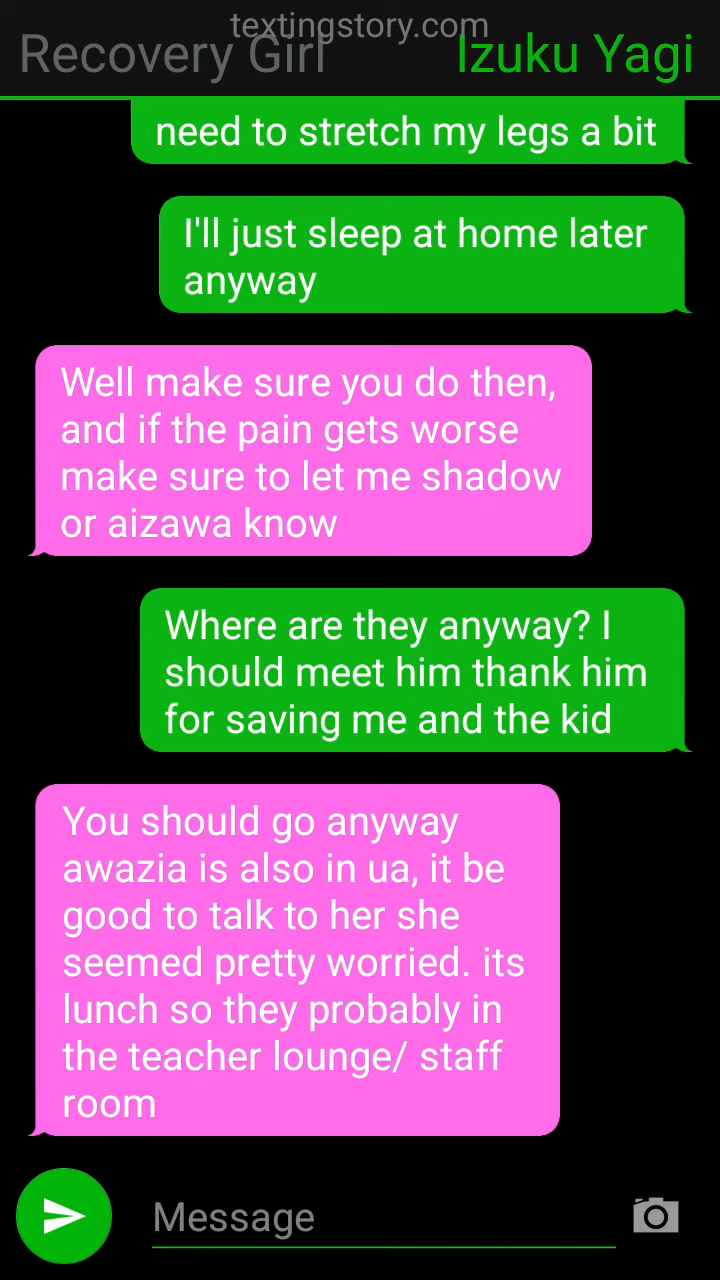 textingstory.com
Recovery Girl
Izuku Yagi
need to stretch my legs a bit
I'll just sleep at home later
anyway
Well make sure you do then,
and if the pain gets worse
make sure to let me shadow
or aizawa know
Where are they anyway? I
should meet him thank him
for saving me and the kid
You should go anyway
awazia is also in ua, it be
good to talk to her she
seemed pretty worried. its
lunch so they probably in
the teacher lounge/ staff
room
Message